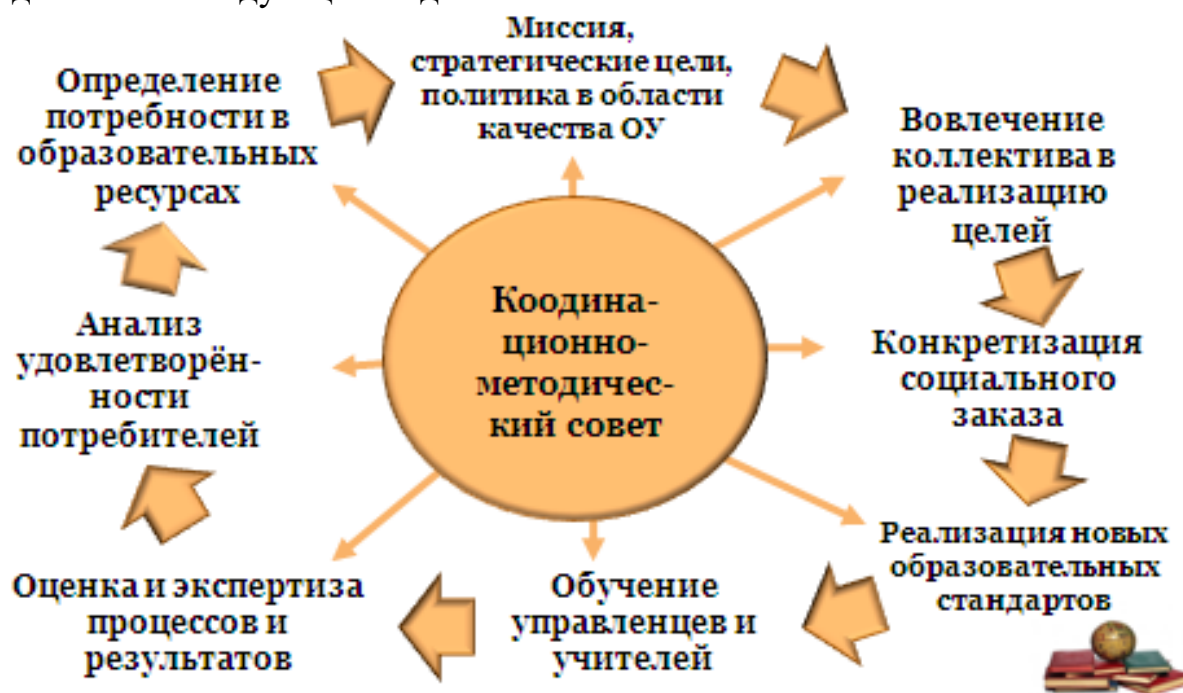 Миссия,
стратегические цели,
политика в области
качества ОУ
Вовлечение
коллектива в
реализацию
целей
Конкретизация
социального
заказа
Реализация новых
образовательных
стандартов
Обучение
управленцев и
учителей
Оценка и экспертиза
процессов и
результатов
Анализ
удовлетворён-
ности
потребителей
Определение
потребности в
образовательных
ресурсах
Коодина-
ционно-
методичес-
кий совет